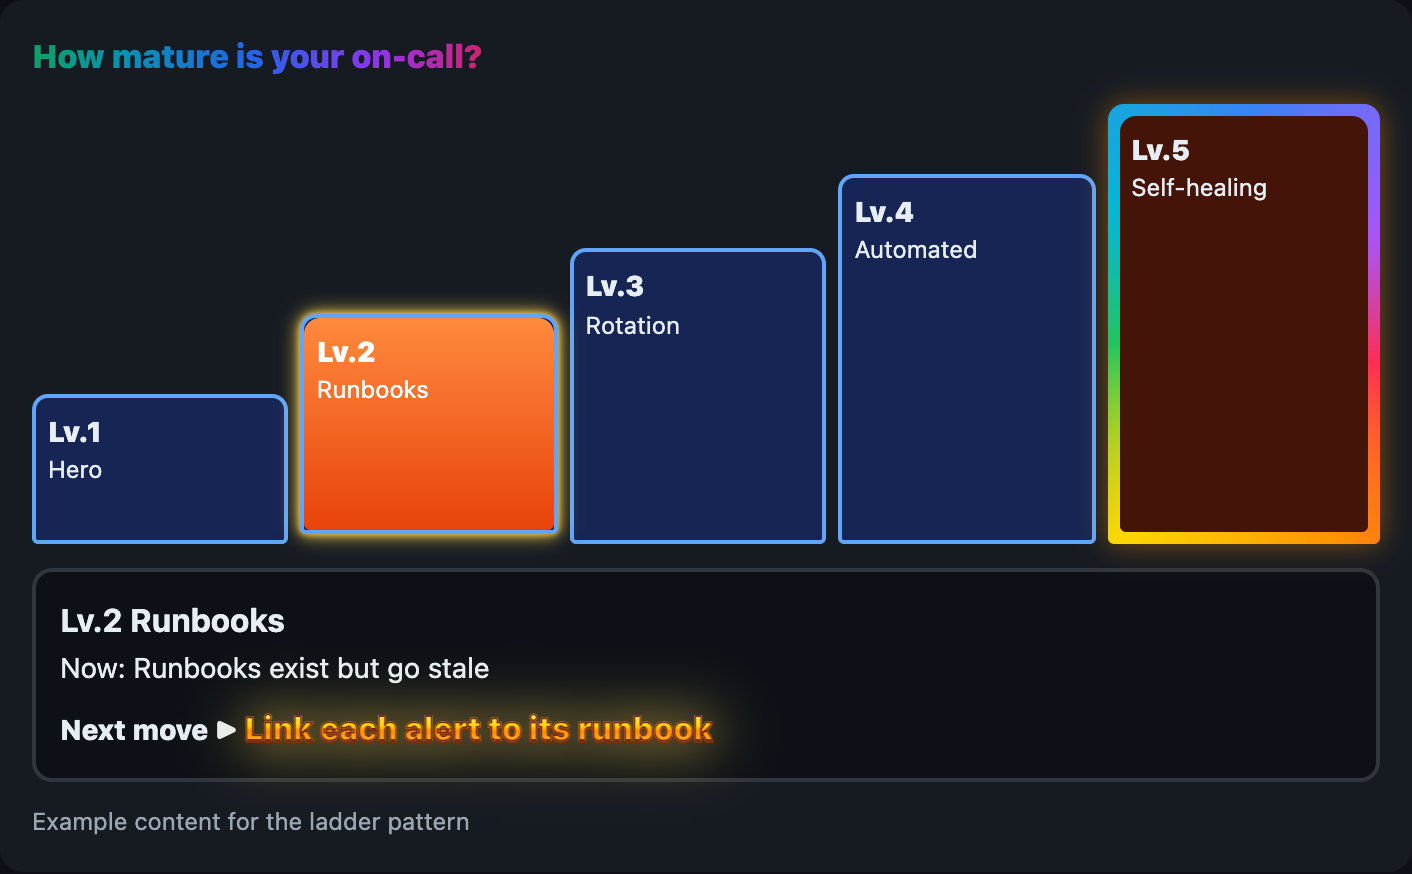 How mature is your on-call?
Lv.1
Hero
Lv.2
Runbooks
Lv.3
Rotation
Lv.4
Automated
Lv.5
Self-healing
Lv.2 Runbooks
Now: Runbooks exist but go stale
Next move ▶ Link each alert to its runbook
Example content for the ladder pattern